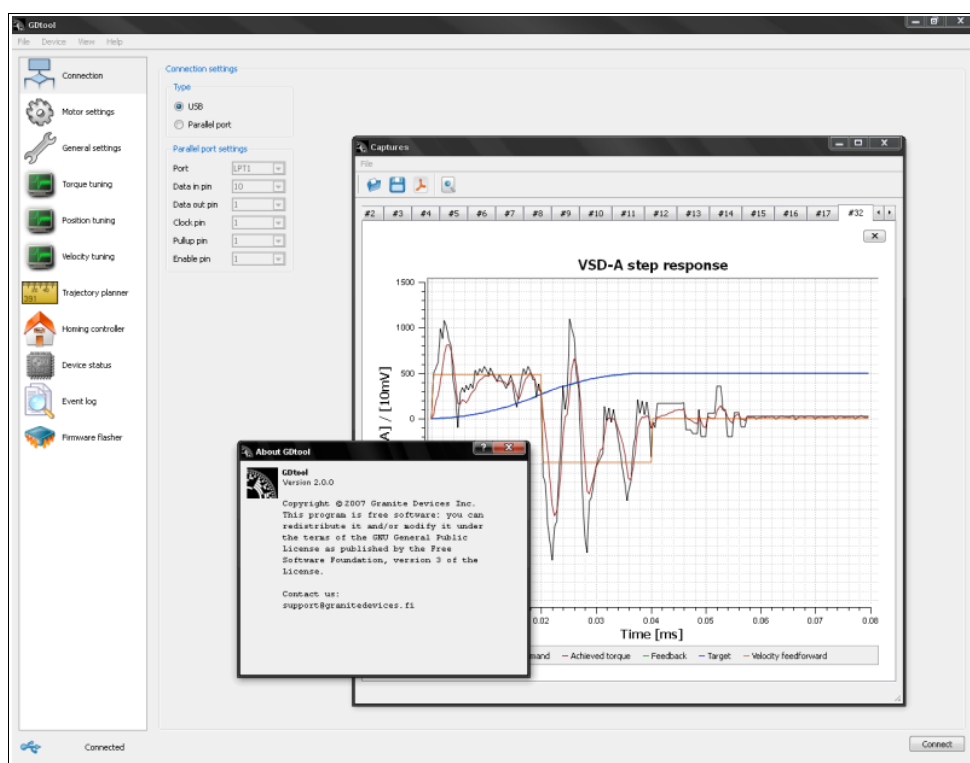 GDtool
File Device View Help
Connection
Motor settings
General settings
Torque tuning
Position tuning
Velocity tuning
Trajectory planner
Homing controller
Device status
Event log
Firmware flasher
Connection settings
Type
USB
Parallel port
Parallel port settings
Port LPT1
Data in pin 10
Data out pin 1
Clock pin 1
Pullup pin 1
Enable pin 1
Captures
File
#2 #3 #4 #5 #6 #7 #8 #9 #10 #11 #12 #13 #14 #15 #16 #17 #32
VSD-A step response
1500
1000
500
0
A] / [10mV]
0.02 0.03 0.04 0.05 0.06 0.07 0.08
Time [ms]
mand Achieved torque Feedback Target Velocity feedforward
About GDtool
GDtool
Version 2.0.0
Copyright ©2007 Granite Devices Inc.
This program is free software: you can
redistribute it and/or modify it under
the terms of the GNU General Public
License as published by the Free
Software Foundation, version 3 of the
License.
Contact us:
support@granitedevices.fi
Connected
Connect